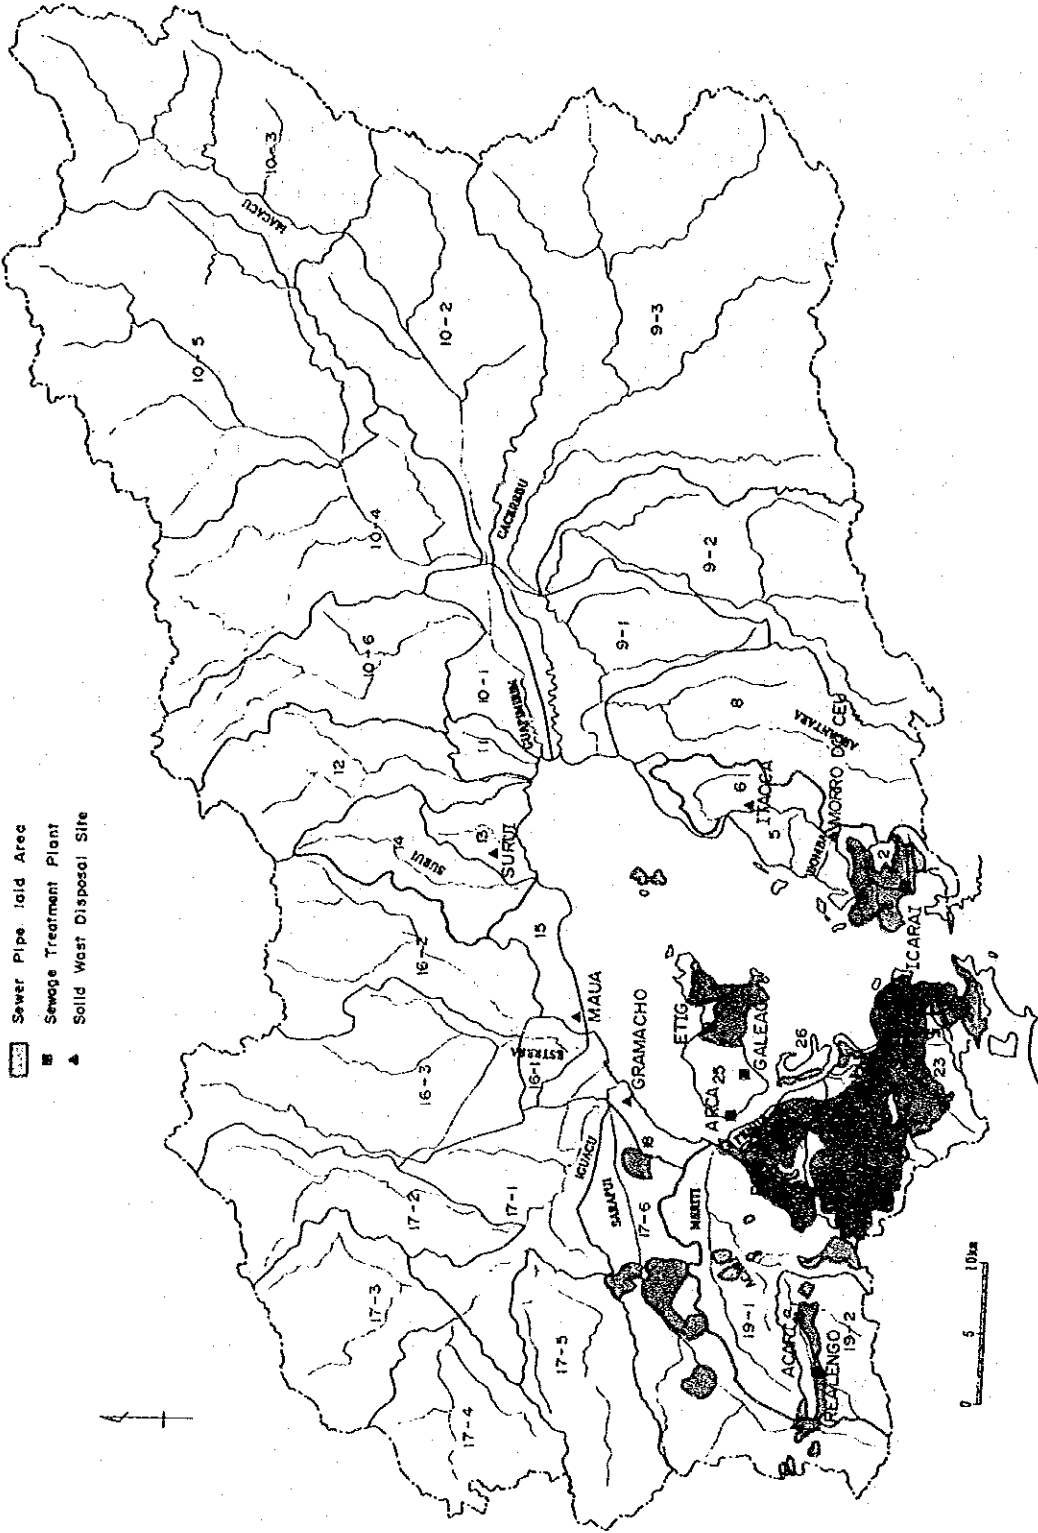 Sewer Pipe laid Area
Sewage Treatment Plant
Solid Wast Disposal Site
10-3
MACACU
10-5
10-2
9-3
10-4
CACEREBU
9-2
10-6
9-1
10-1
GUAPIMIRIM
11
8
ALCANTARA
12
6
ITAOCA
MORRO DO CEU
5
BOMBA
2
13
SURUI
14
SURUI
15
16-2
ICARAI
MAUA
ETIG
GALEAO
GRAMACHO
ESTRELA
16-1
16-3
ARCA
25
26
23
18
IGUACU
SARAPUI
17-6
MERITI
17-1
17-2
17-3
17-5
17-4
19-1
ACARI
19-2
REALENGO
0 5 10km